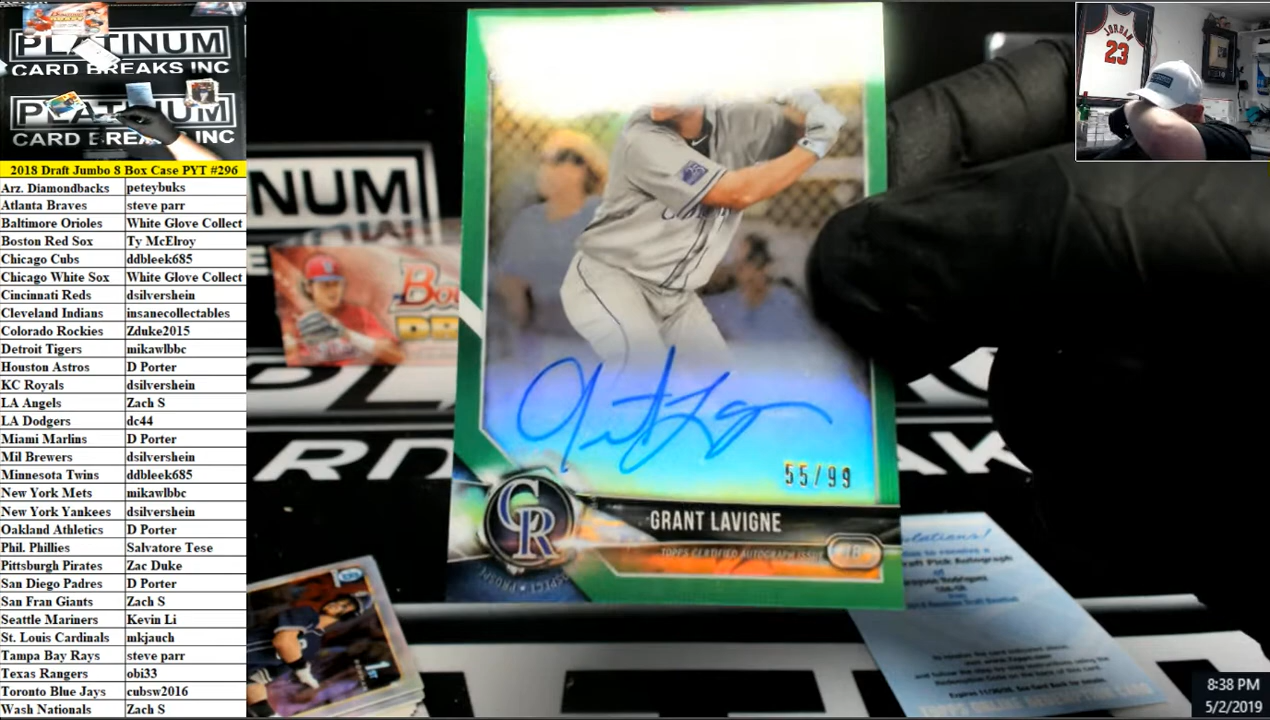 PLATINUM
CARD BREAKS INC
PLATINUM
CARD BREAKS INC
2018 Draft Jumbo 8 Box Case PYT #296
Arz. Diamondbacks peteybuks
Atlanta Braves steve parr
Baltimore Orioles White Glove Collect
Boston Red Sox Ty McElroy
Chicago Cubs ddbleek685
Chicago White Sox White Glove Collect
Cincinnati Reds dsilvershein
Cleveland Indians insanecollectables
Colorado Rockies Zduke2015
Detroit Tigers mikawlbbc
Houston Astros D Porter
KC Royals dsilvershein
LA Angels Zach S
LA Dodgers dc44
Miami Marlins D Porter
Mil Brewers dsilvershein
Minnesota Twins ddbleek685
New York Mets mikawlbbc
New York Yankees dsilvershein
Oakland Athletics D Porter
Phil. Phillies Salvatore Tese
Pittsburgh Pirates Zac Duke
San Diego Padres D Porter
San Fran Giants Zach S
Seattle Mariners Kevin Li
St. Louis Cardinals mkjauch
Tampa Bay Rays steve parr
Texas Rangers obi33
Toronto Blue Jays cubsw2016
Wash Nationals Zach S
NUM
55/99
CR
GRANT LAVIGNE
TOPPS CERTIFIED AUTOGRAPH ISSUE
1B
JORDAN
23
8:38 PM
5/2/2019